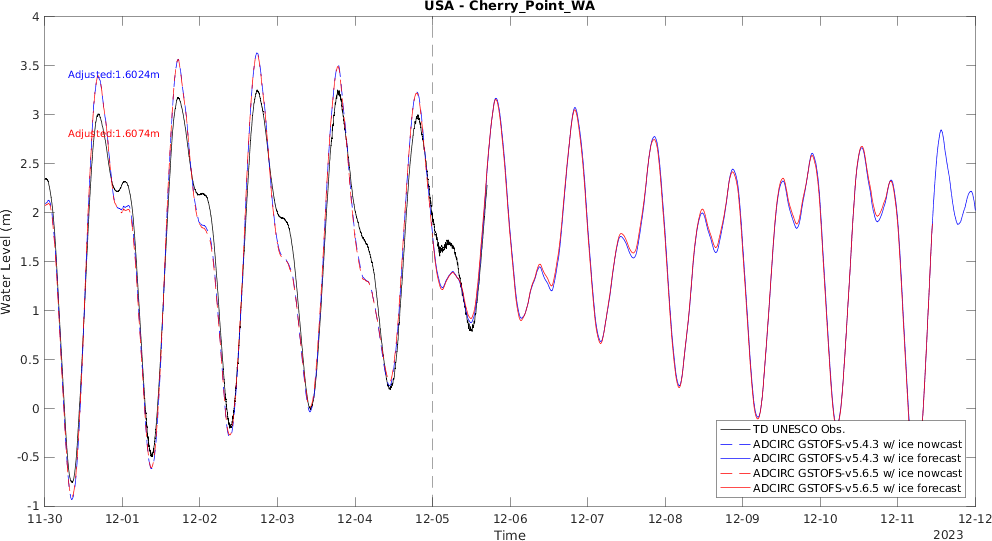 USA - Cherry_Point_WA
4
3.5
3
2.5
2
1.5
1
0.5
0
-0.5
-1
Water Level (m)
Adjusted:1.6024m
Adjusted:1.6074m
TD UNESCO Obs.
ADCIRC GSTOFS-v5.4.3 w/ ice nowcast
ADCIRC GSTOFS-v5.4.3 w/ ice forecast
ADCIRC GSTOFS-v5.6.5 w/ ice nowcast
ADCIRC GSTOFS-v5.6.5 w/ ice forecast
11-30 12-01 12-02 12-03 12-04 12-05 12-06 12-07 12-08 12-09 12-10 12-11 12-12
Time
2023